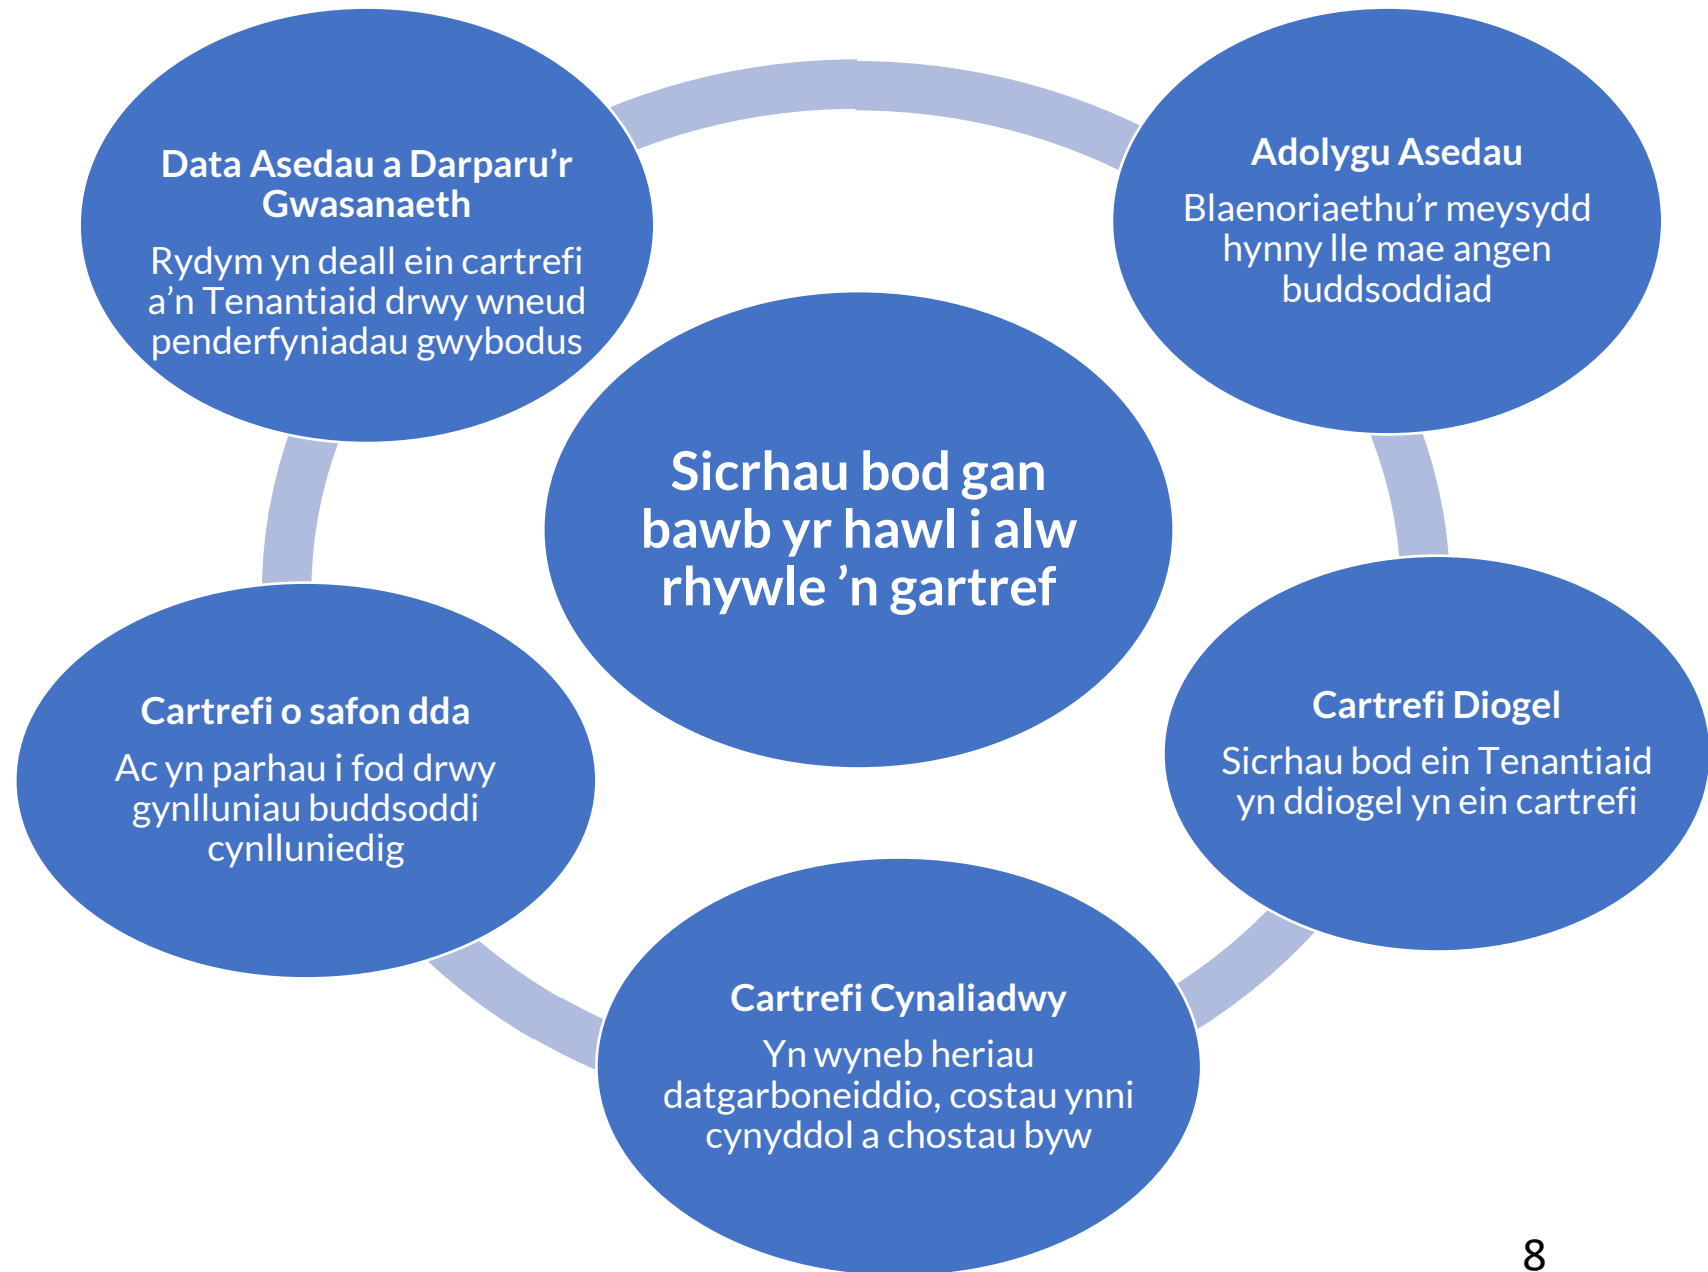 Data Asedau a Darparu’r
Gwasanaeth
Rydym yn deall ein cartrefi
a’n Tenantiaid drwy wneud
penderfyniadau gwybodus
Adolygu Asedau
Blaenoriaethu’r meysydd
hynny lle mae angen
buddsoddiad
Sicrhau bod gan
bawb yr hawl i alw
rhywle ’n gartref
Cartrefi o safon dda
Ac yn parhau i fod drwy
gynlluniau buddsoddi
cynlluniedig
Cartrefi Diogel
Sicrhau bod ein Tenantiaid
yn ddiogel yn ein cartrefi
Cartrefi Cynaliadwy
Yn wyneb heriau
datgarboneiddio, costau ynni
cynyddol a chostau byw
8